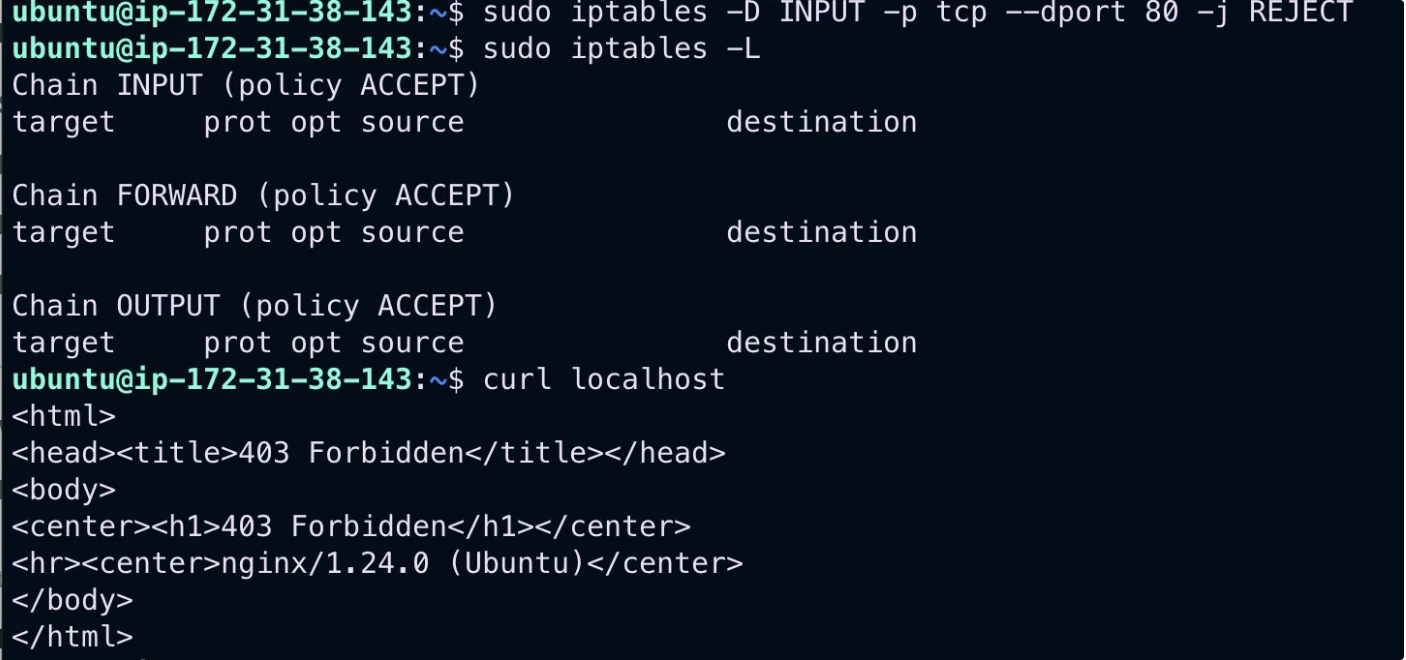 ubuntu@ip-172-31-38-143:~$ sudo iptables -D INPUT -p tcp --dport 80 -j REJECT
ubuntu@ip-172-31-38-143:~$ sudo iptables -L
Chain INPUT (policy ACCEPT)
target     prot opt source               destination
Chain FORWARD (policy ACCEPT)
target     prot opt source               destination
Chain OUTPUT (policy ACCEPT)
target     prot opt source               destination
ubuntu@ip-172-31-38-143:~$ curl localhost
<html>
<head><title>403 Forbidden</title></head>
<body>
<center><h1>403 Forbidden</h1></center>
<hr><center>nginx/1.24.0 (Ubuntu)</center>
</body>
</html>